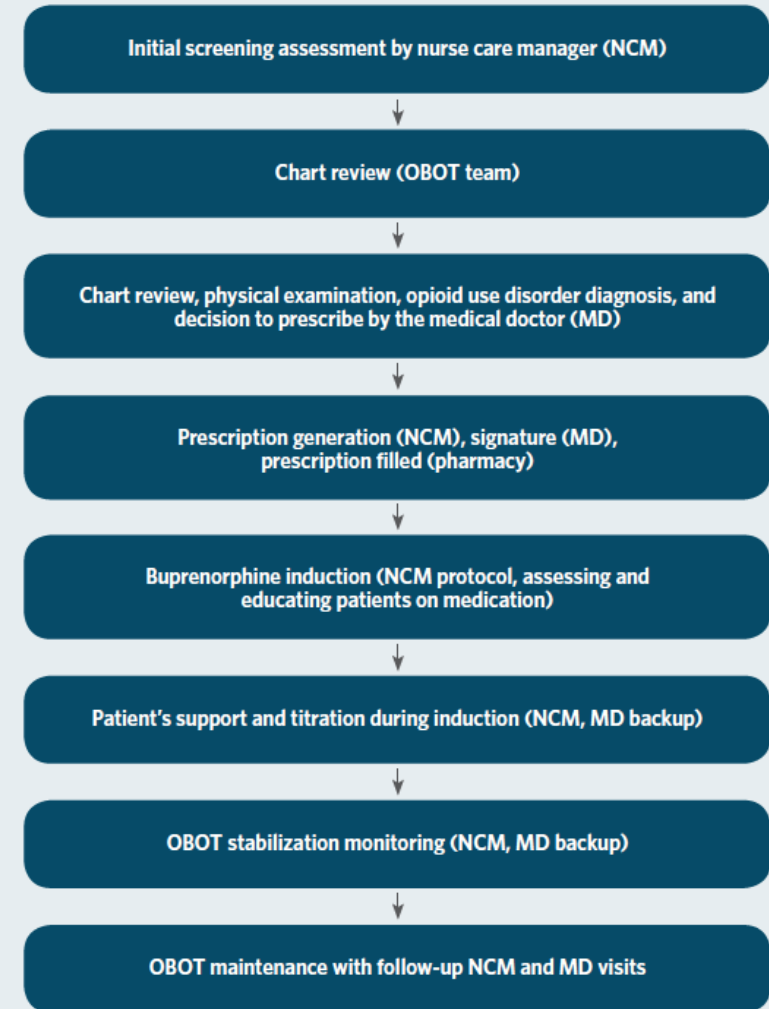 Initial screening assessment by nurse care manager (NCM)
Chart review (OBOT team)
Chart review, physical examination, opioid use disorder diagnosis, and
decision to prescribe by the medical doctor (MD)
Prescription generation (NCM), signature (MD),
prescription filled (pharmacy)
Buprenorphine induction (NCM protocol, assessing and
educating patients on medication)
Patient's support and titration during induction (NCM, MD backup)
OBOT stabilization monitoring (NCM, MD backup)
OBOT maintenance with follow-up NCM and MD visits